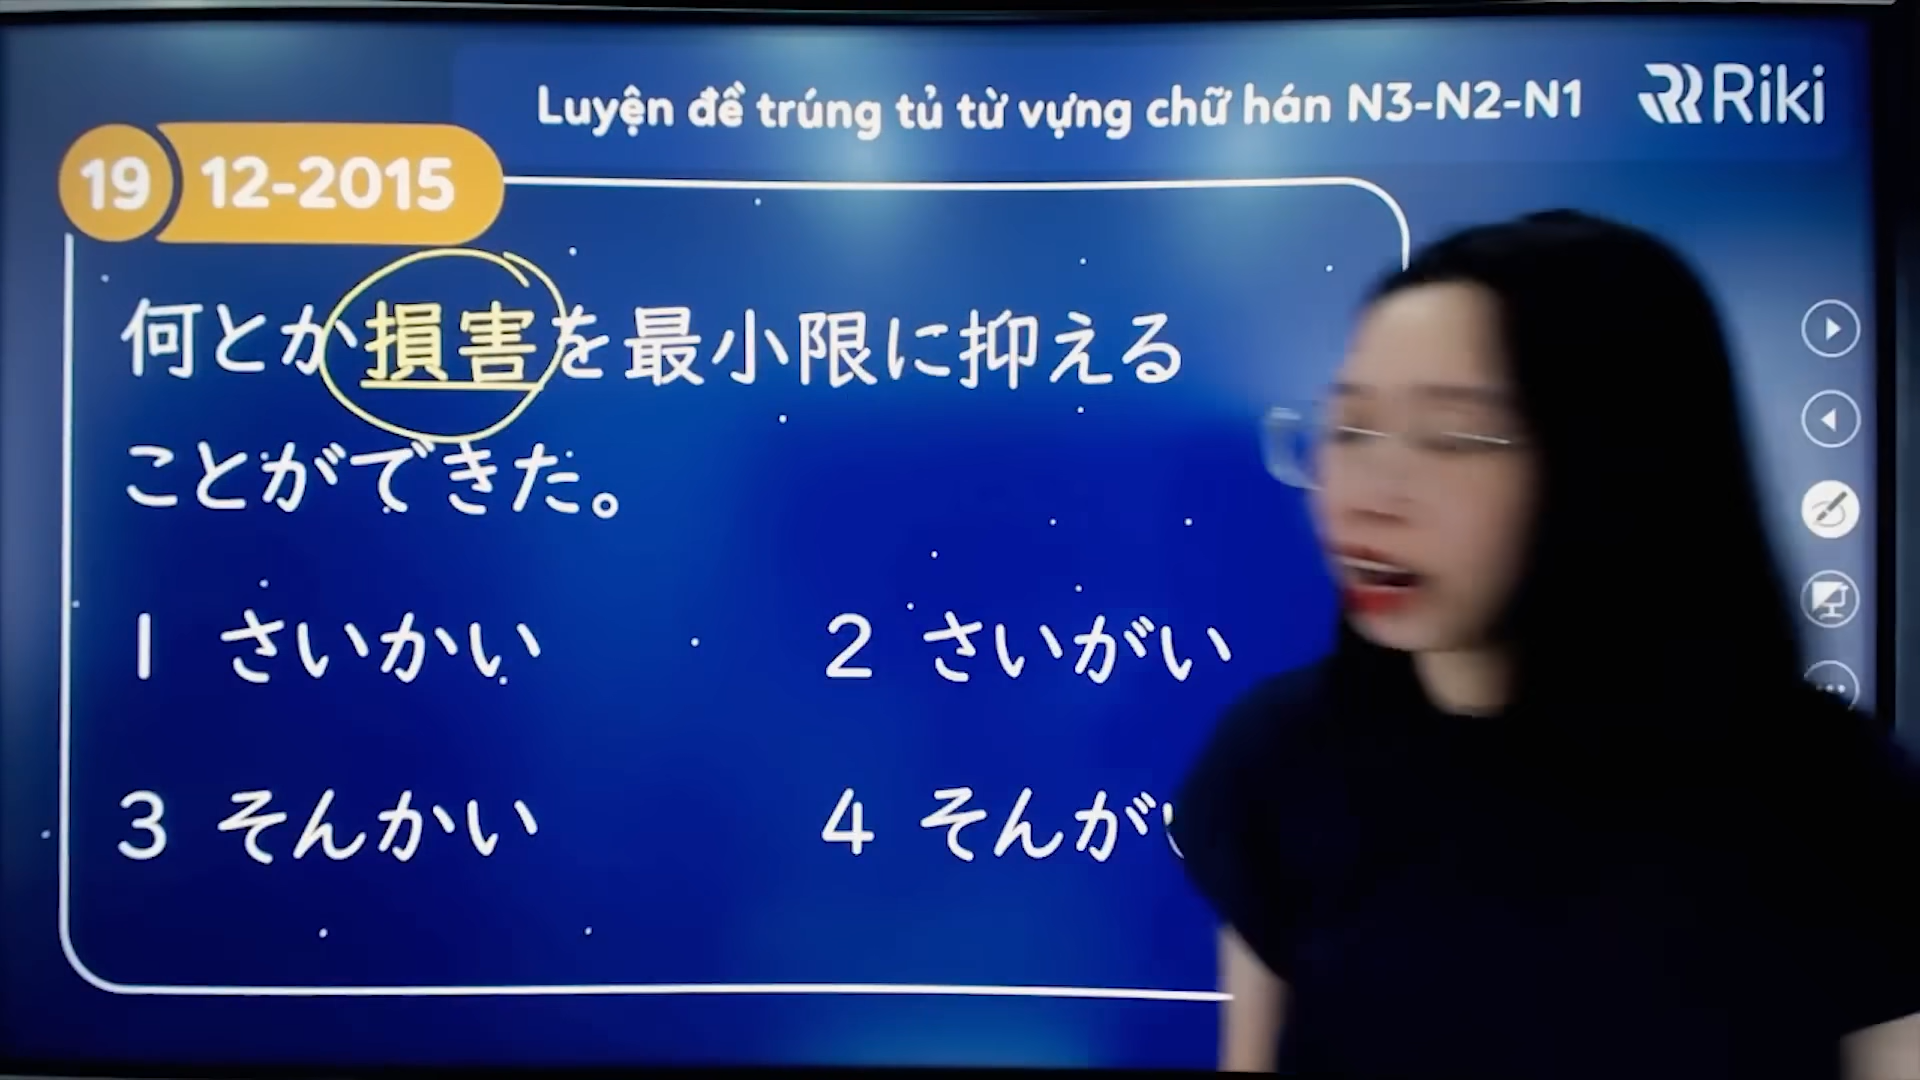 Luyện đề trúng tủ từ vựng chữ hán N3-N2-N1
Riki
19 12-2015
何とか損害を最小限に抑える
ことができた。
1 さいかい
2 さいがい
3 そんかい
4 そんがい